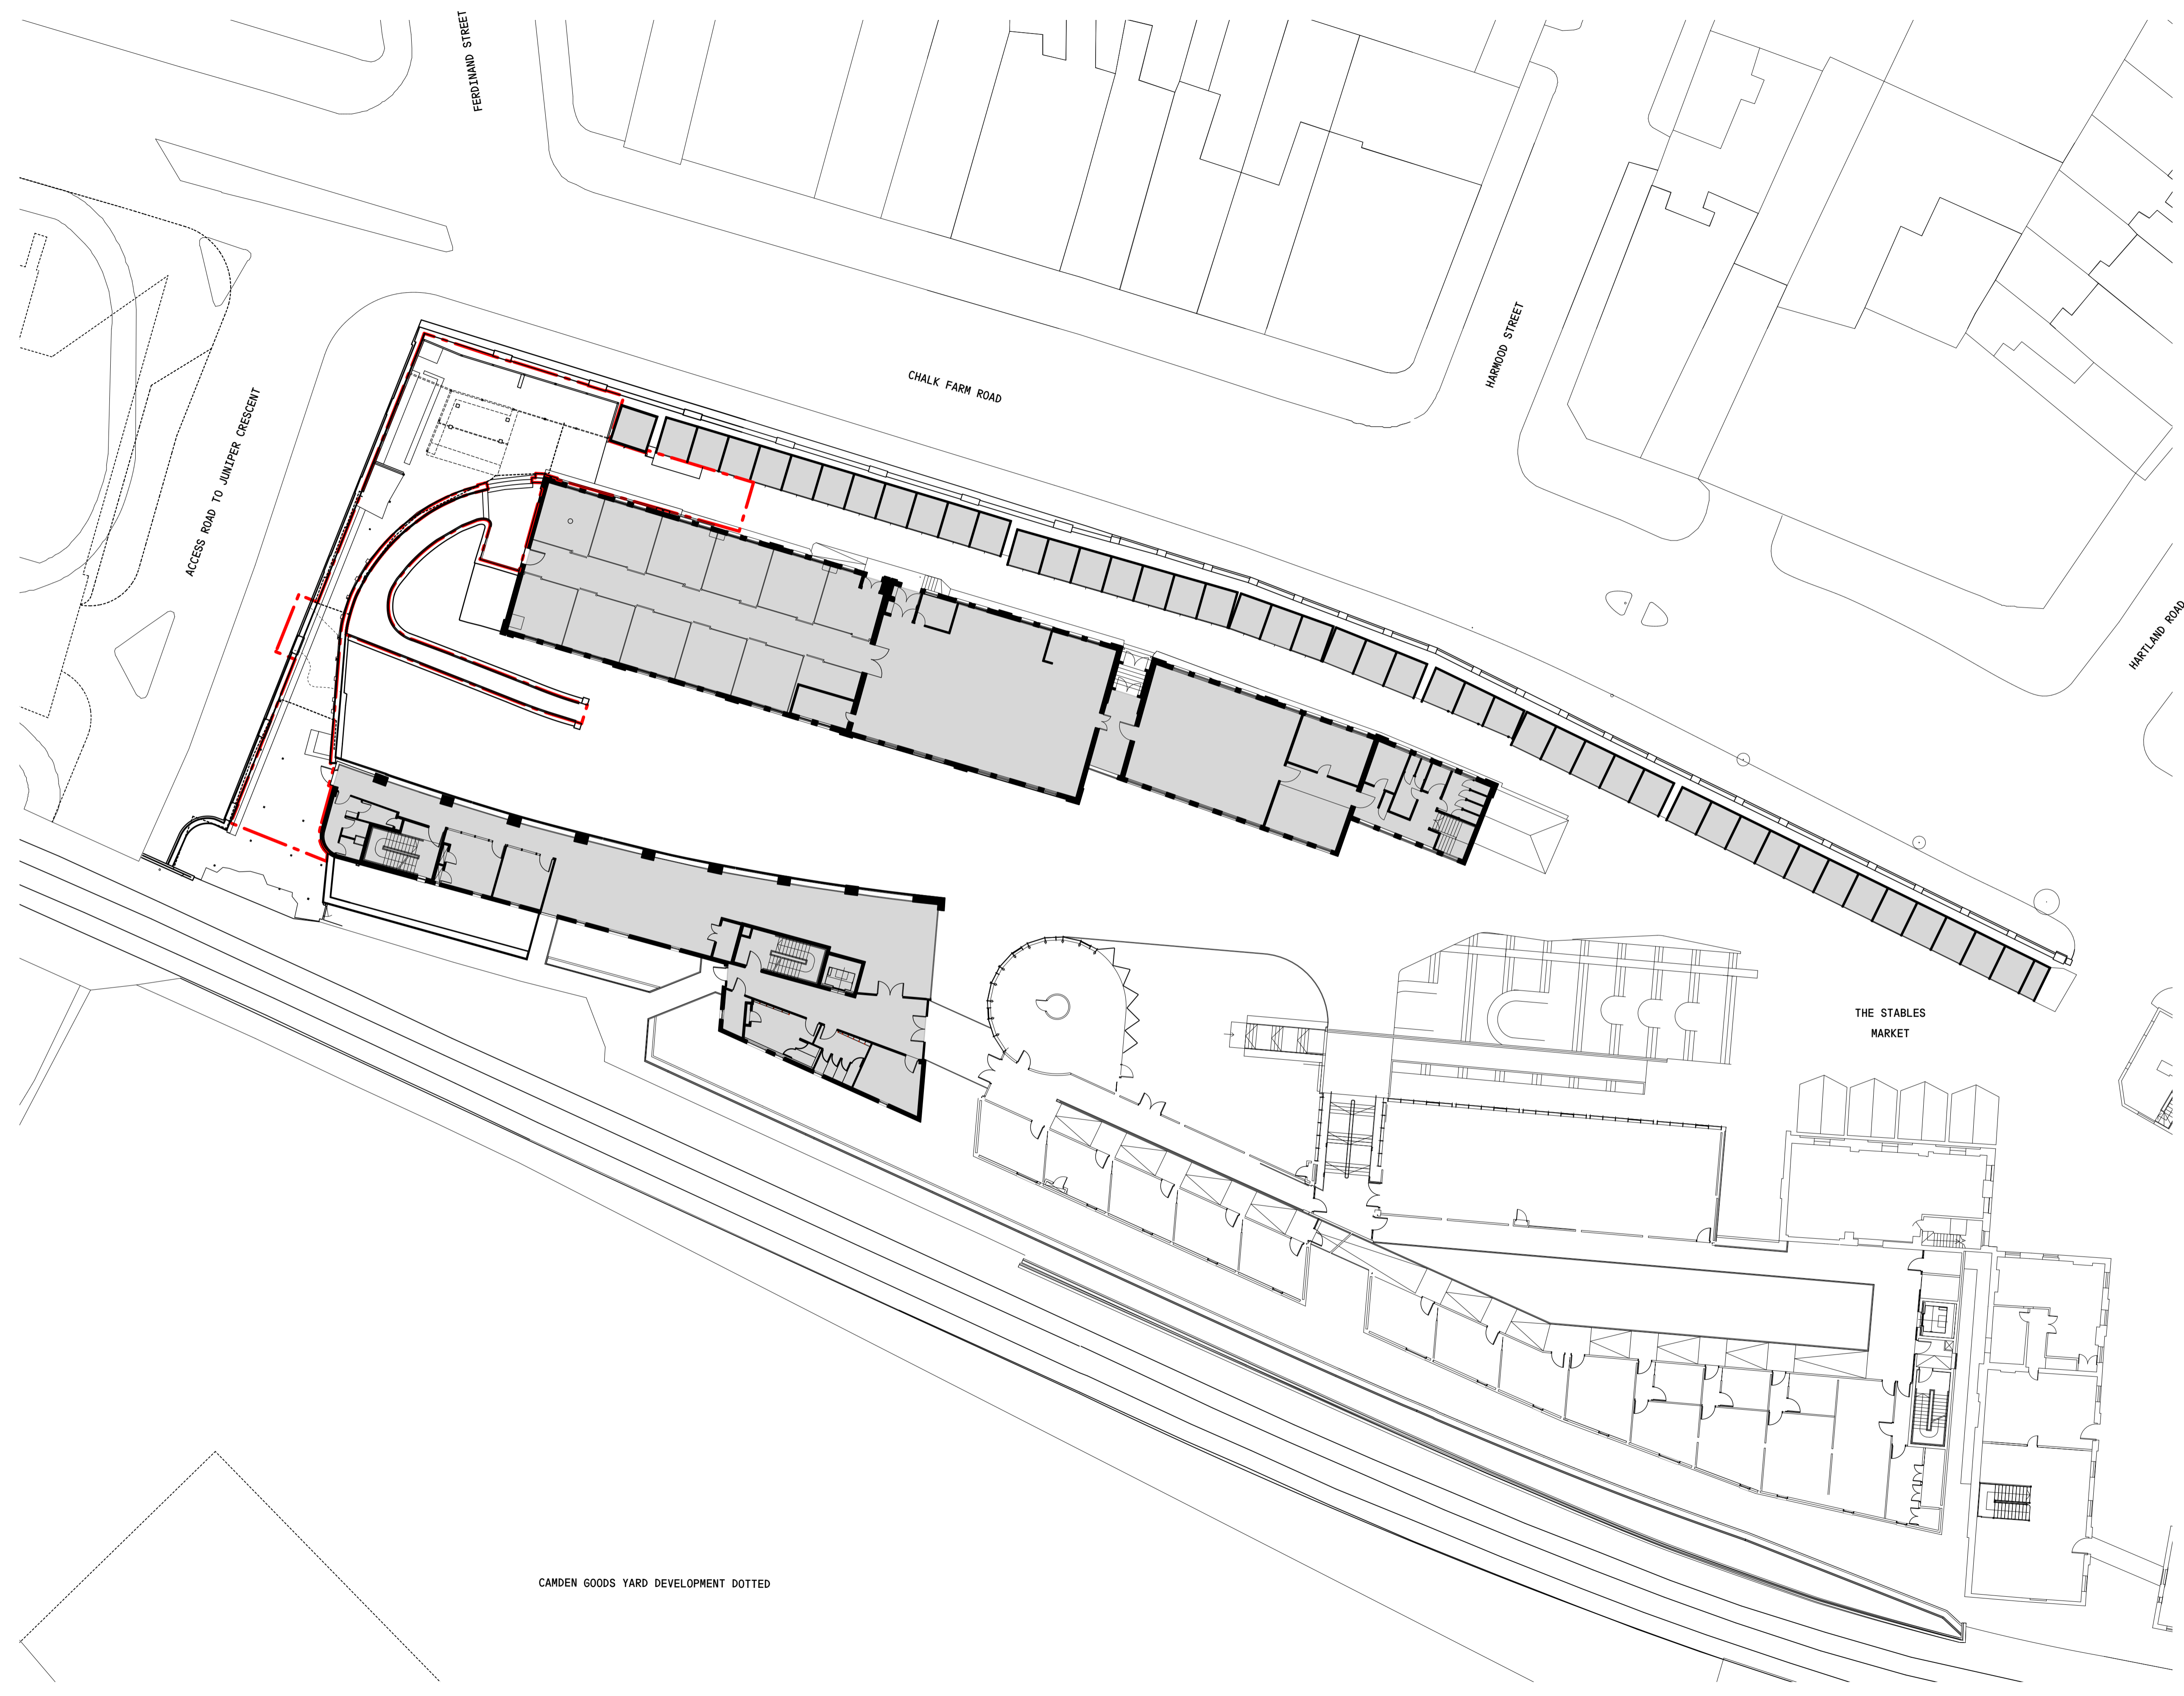 FERDINAND STREET
CHALK FARM ROAD
HARMOOD STREET
ACCESS ROAD TO JUNIPER CRESCENT
HARTLAND ROAD
THE STABLES
MARKET
CAMDEN GOODS YARD DEVELOPMENT DOTTED